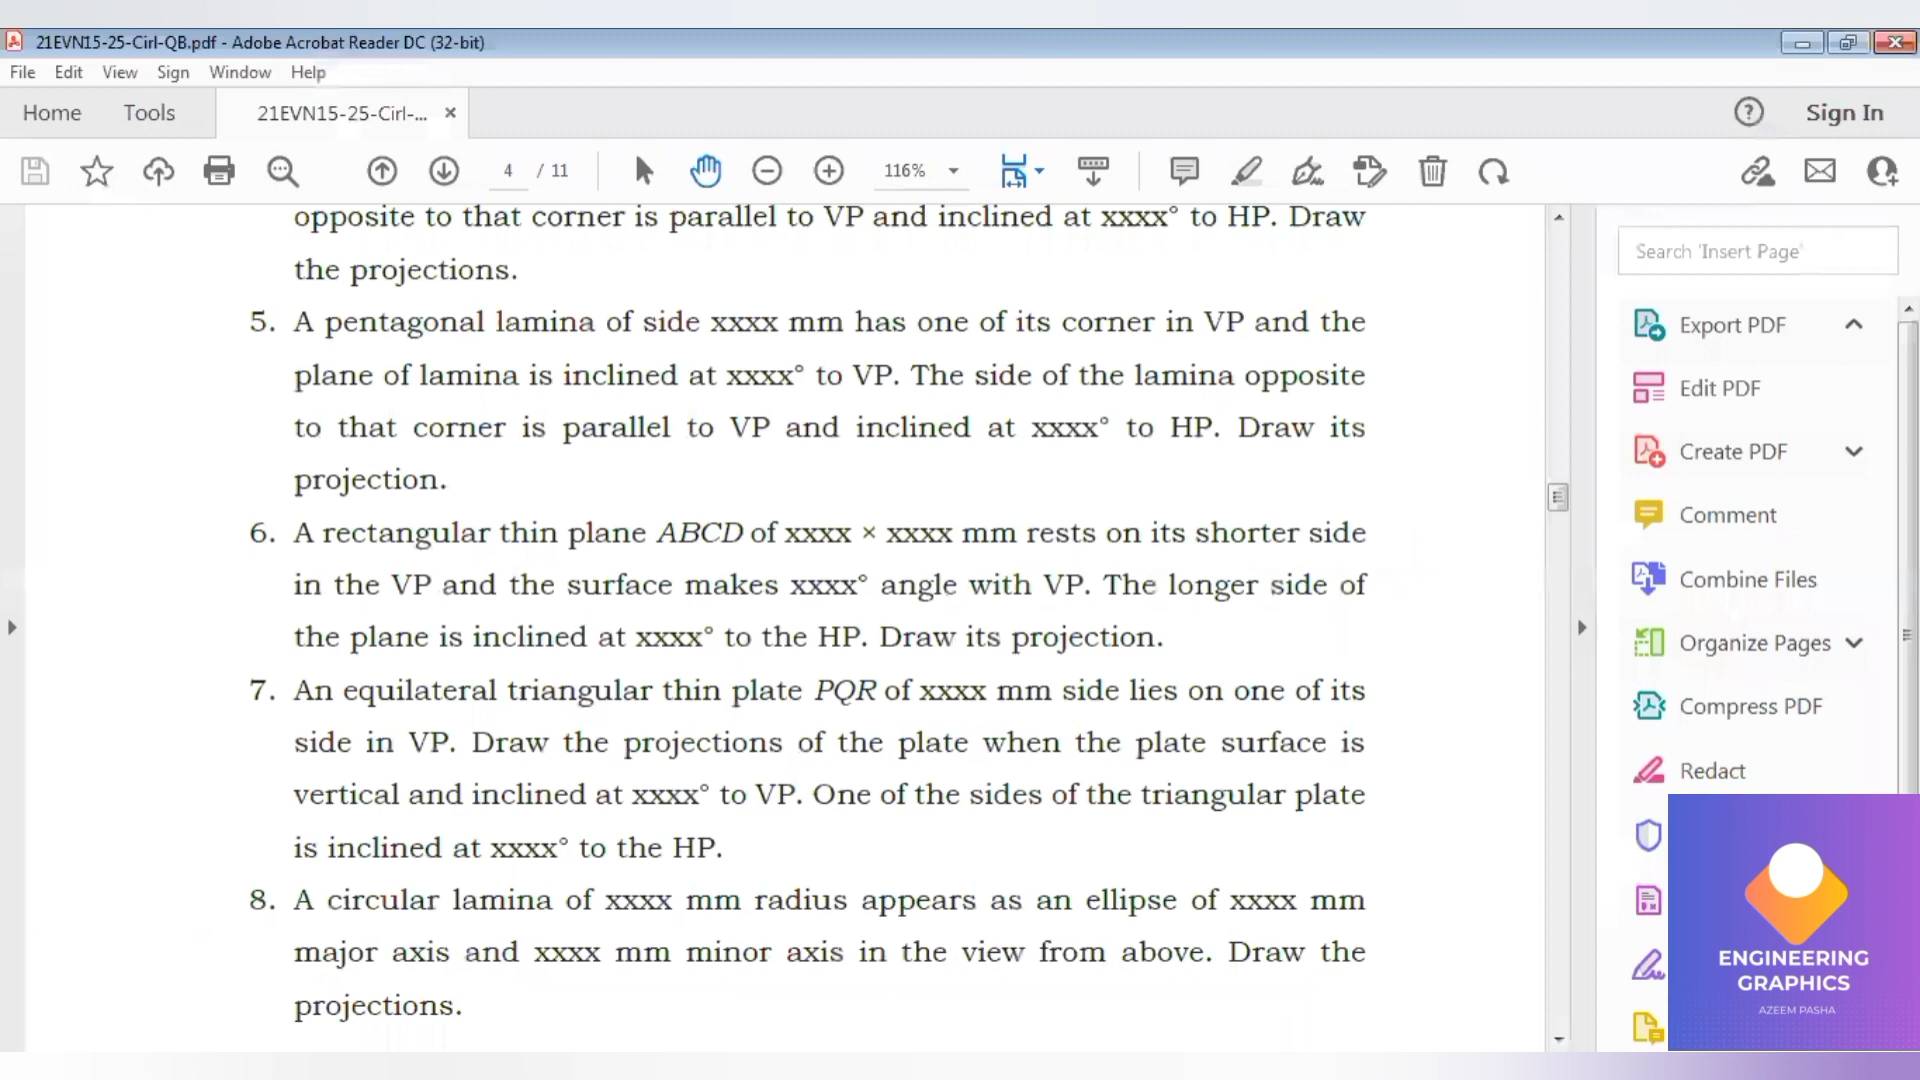 21EVN15-25-Cirl-QB.pdf - Adobe Acrobat Reader DC (32-bit)
File Edit View Sign Window Help
Home Tools 21EVN15-25-Cirl-... × ? Sign In
4 / 11 116%
opposite to that corner is parallel to VP and inclined at xxxx° to HP. Draw
the projections.
5. A pentagonal lamina of side xxxx mm has one of its corner in VP and the
plane of lamina is inclined at xxxx° to VP. The side of the lamina opposite
to that corner is parallel to VP and inclined at xxxx° to HP. Draw its
projection.
6. A rectangular thin plane ABCD of xxxx × xxxx mm rests on its shorter side
in the VP and the surface makes xxxx° angle with VP. The longer side of
the plane is inclined at xxxx° to the HP. Draw its projection.
7. An equilateral triangular thin plate PQR of xxxx mm side lies on one of its
side in VP. Draw the projections of the plate when the plate surface is
vertical and inclined at xxxx° to VP. One of the sides of the triangular plate
is inclined at xxxx° to the HP.
8. A circular lamina of xxxx mm radius appears as an ellipse of xxxx mm
major axis and xxxx mm minor axis in the view from above. Draw the
projections.
Search 'Insert Page'
Export PDF
Edit PDF
Create PDF
Comment
Combine Files
Organize Pages
Compress PDF
Redact
ENGINEERING
GRAPHICS
AZEEM PASHA